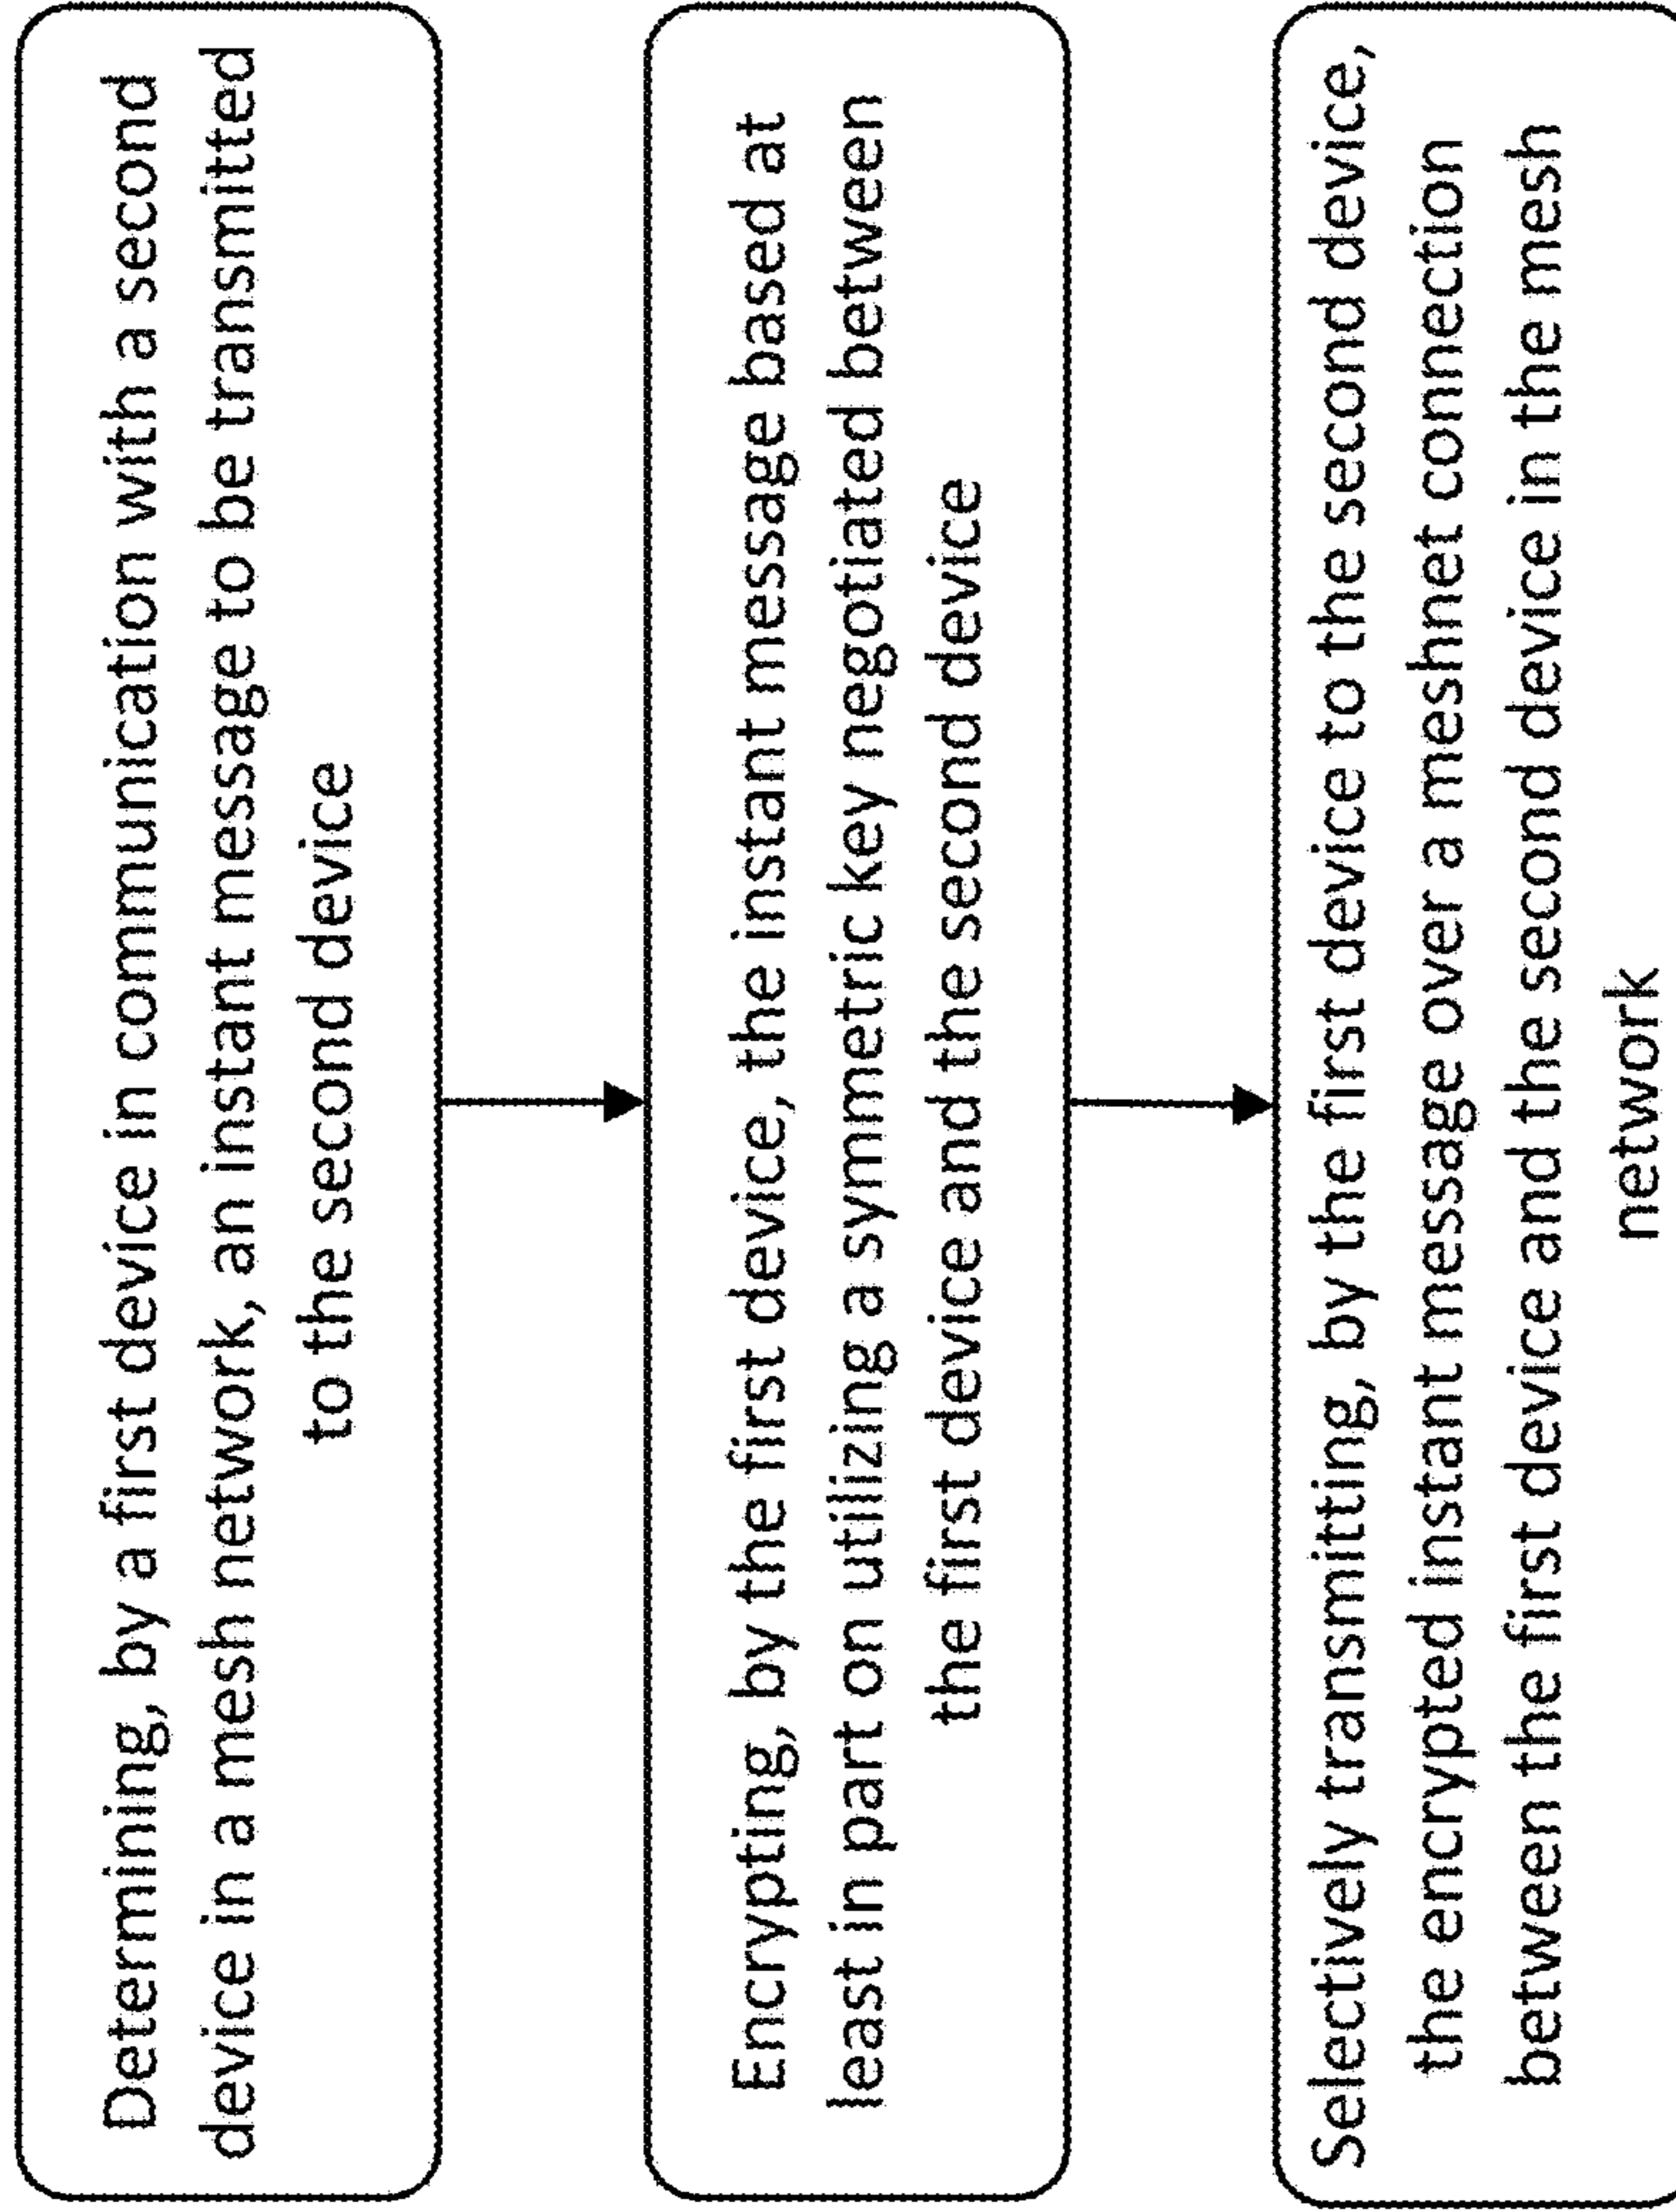 Determining, by a first device in communication with a second
device in a mesh network, an instant message to be transmitted
to the second device
Encrypting, by the first device, the instant message based at
least in part on utilizing a symmetric key negotiated between
the first device and the second device
Selectively transmitting, by the first device to the second device,
the encrypted instant message over a meshnet connection
between the first device and the second device in the mesh
network